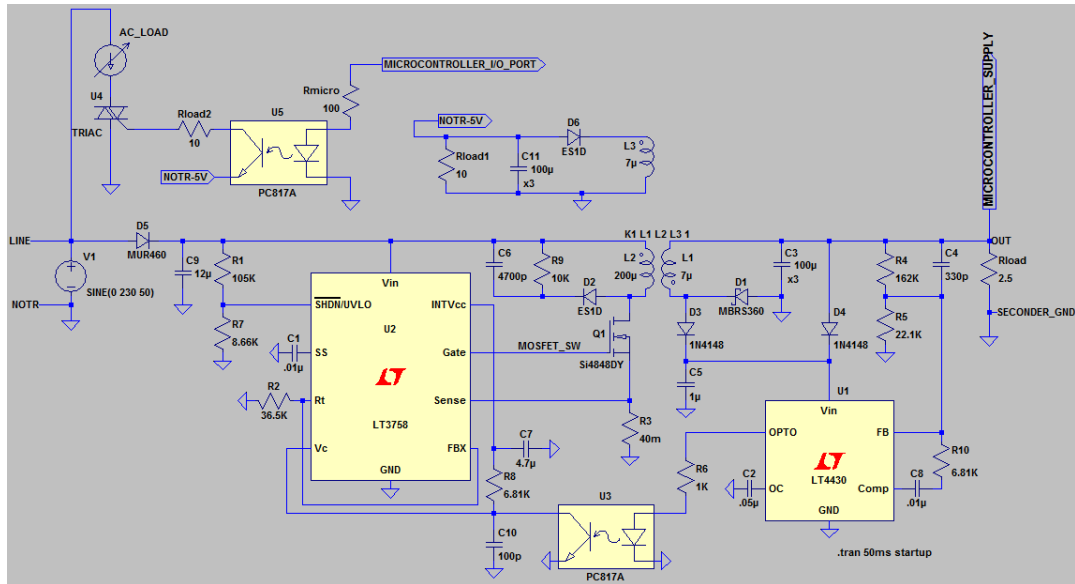 AC_LOAD
U4
TRIAC
Rload2
10
U5
PC817A
NOTR-5V
Rmicro
100
MICROCONTROLLER_I/O_PORT
NOTR-5V
Rload1
10
C11
100µ
x3
D6
ES1D
L3
7µ
MICROCONTROLLER_SUPPLY
LINE
V1
NOTR
SINE(0 230 50)
D5
MUR460
C9
12µ
R1
105K
R7
8.66K
C1
.01µ
R2
36.5K
Vin
SHDN/UVLO
INTVcc
U2
SS
Gate
Rt
Sense
LT3758
Vc
FBX
GND
C6
4700p
R9
10K
D2
ES1D
K1 L1 L2 L3 1
L2
200µ
L1
7µ
MOSFET_SW
Q1
Si4848DY
R3
40m
C7
4.7µ
R8
6.81K
C10
100p
U3
PC817A
D3
1N4148
D1
MBRS360
C3
100µ
x3
D4
1N4148
C5
1µ
R4
162K
C4
330p
R5
22.1K
OUT
Rload
2.5
SECONDER_GND
R6
1K
C2
.05µ
U1
Vin
OPTO
FB
LT4430
OC
Comp
GND
R10
6.81K
C8
.01µ
.tran 50ms startup